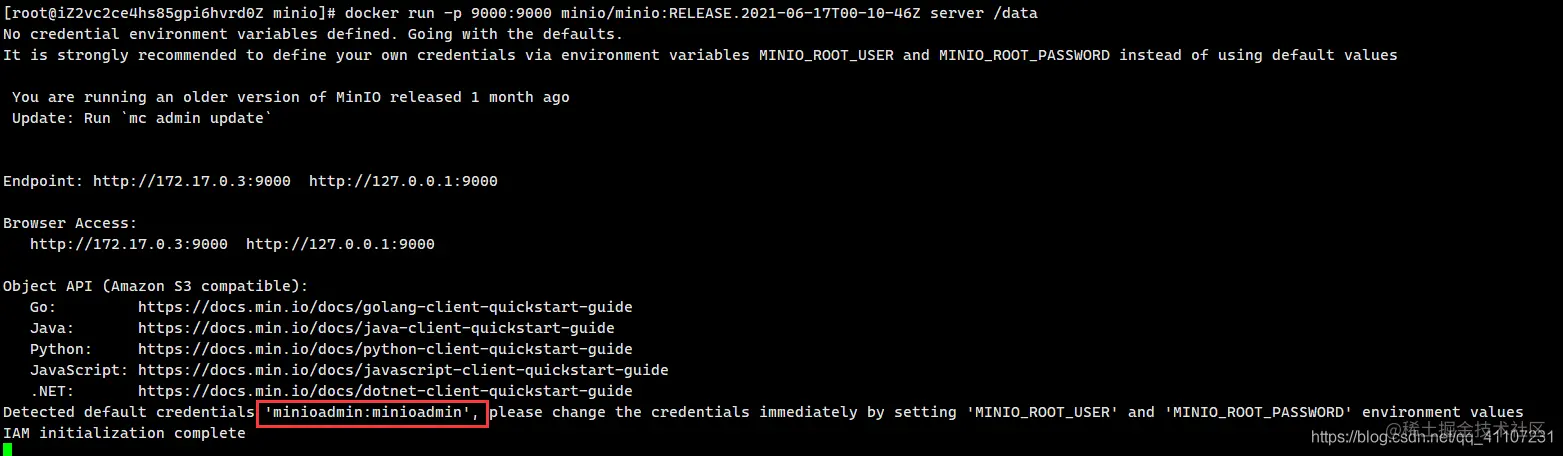 [root@iZ2vc2ce4hs85gpi6hvrd0Z minio]# docker run -p 9000:9000 minio/minio:RELEASE.2021-06-17T00-10-46Z server /data
No credential environment variables defined. Going with the defaults.
It is strongly recommended to define your own credentials via environment variables MINIO_ROOT_USER and MINIO_ROOT_PASSWORD instead of using default values
You are running an older version of MinIO released 1 month ago
Update: Run `mc admin update`
Endpoint: http://172.17.0.3:9000  http://127.0.0.1:9000
Browser Access:
http://172.17.0.3:9000  http://127.0.0.1:9000
Object API (Amazon S3 compatible):
Go:         https://docs.min.io/docs/golang-client-quickstart-guide
Java:       https://docs.min.io/docs/java-client-quickstart-guide
Python:     https://docs.min.io/docs/python-client-quickstart-guide
JavaScript: https://docs.min.io/docs/javascript-client-quickstart-guide
.NET:       https://docs.min.io/docs/dotnet-client-quickstart-guide
Detected default credentials 'minioadmin:minioadmin', please change the credentials immediately by setting 'MINIO_ROOT_USER' and 'MINIO_ROOT_PASSWORD' environment values
IAM initialization complete
@稀土掘金技术社区
https://blog.csdn.net/qq_41107231